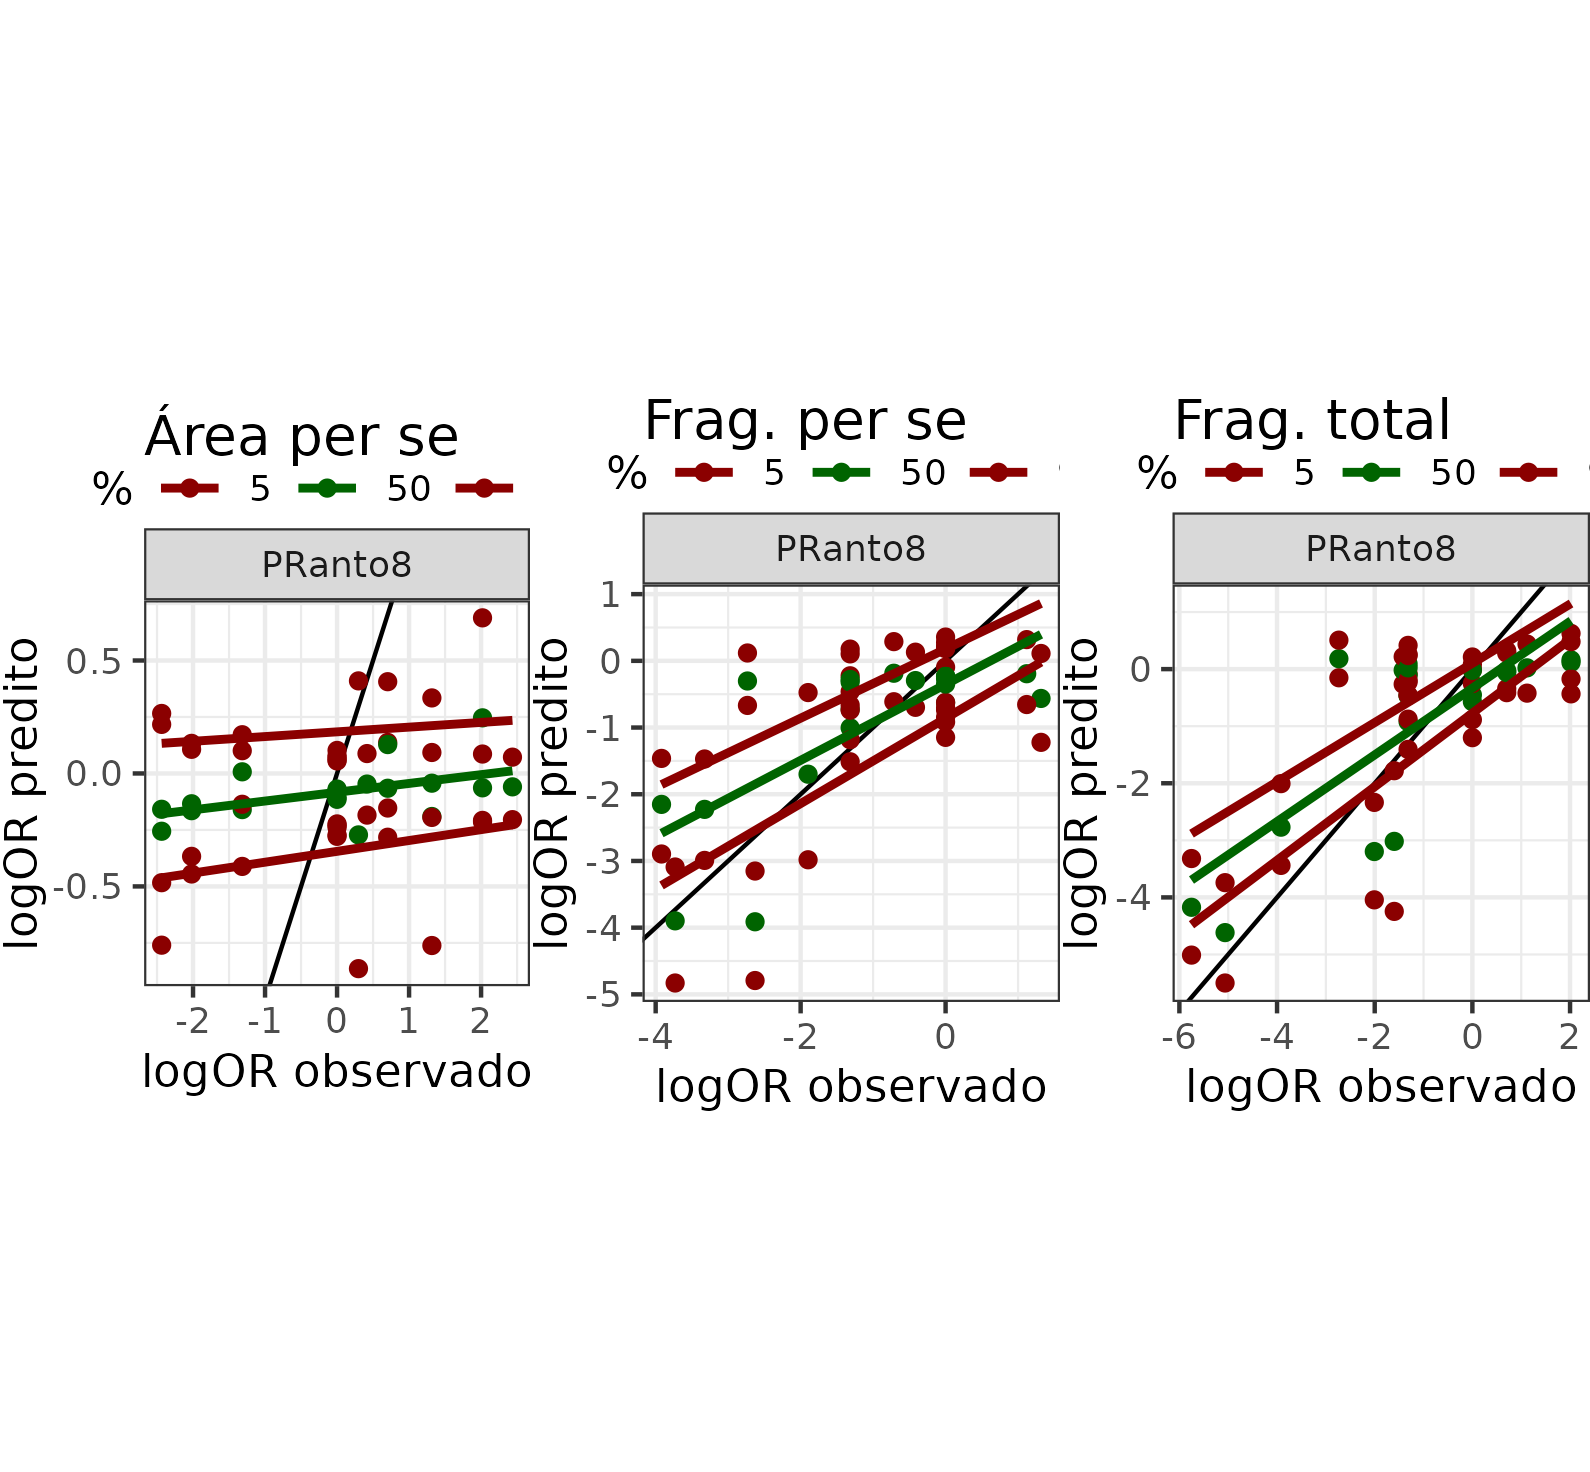 Área per se
% 5 50
PRanto8
0.5
0.0
-0.5
-2 -1 0 1 2
logOR observado
logOR predito
Frag. per se
% 5 50
PRanto8
1
0
-1
-2
-3
-4
-5
-4 -2 0
logOR observado
logOR predito
Frag. total
% 5 50
PRanto8
0
-2
-4
-6 -4 -2 0 2
logOR observado
logOR predito